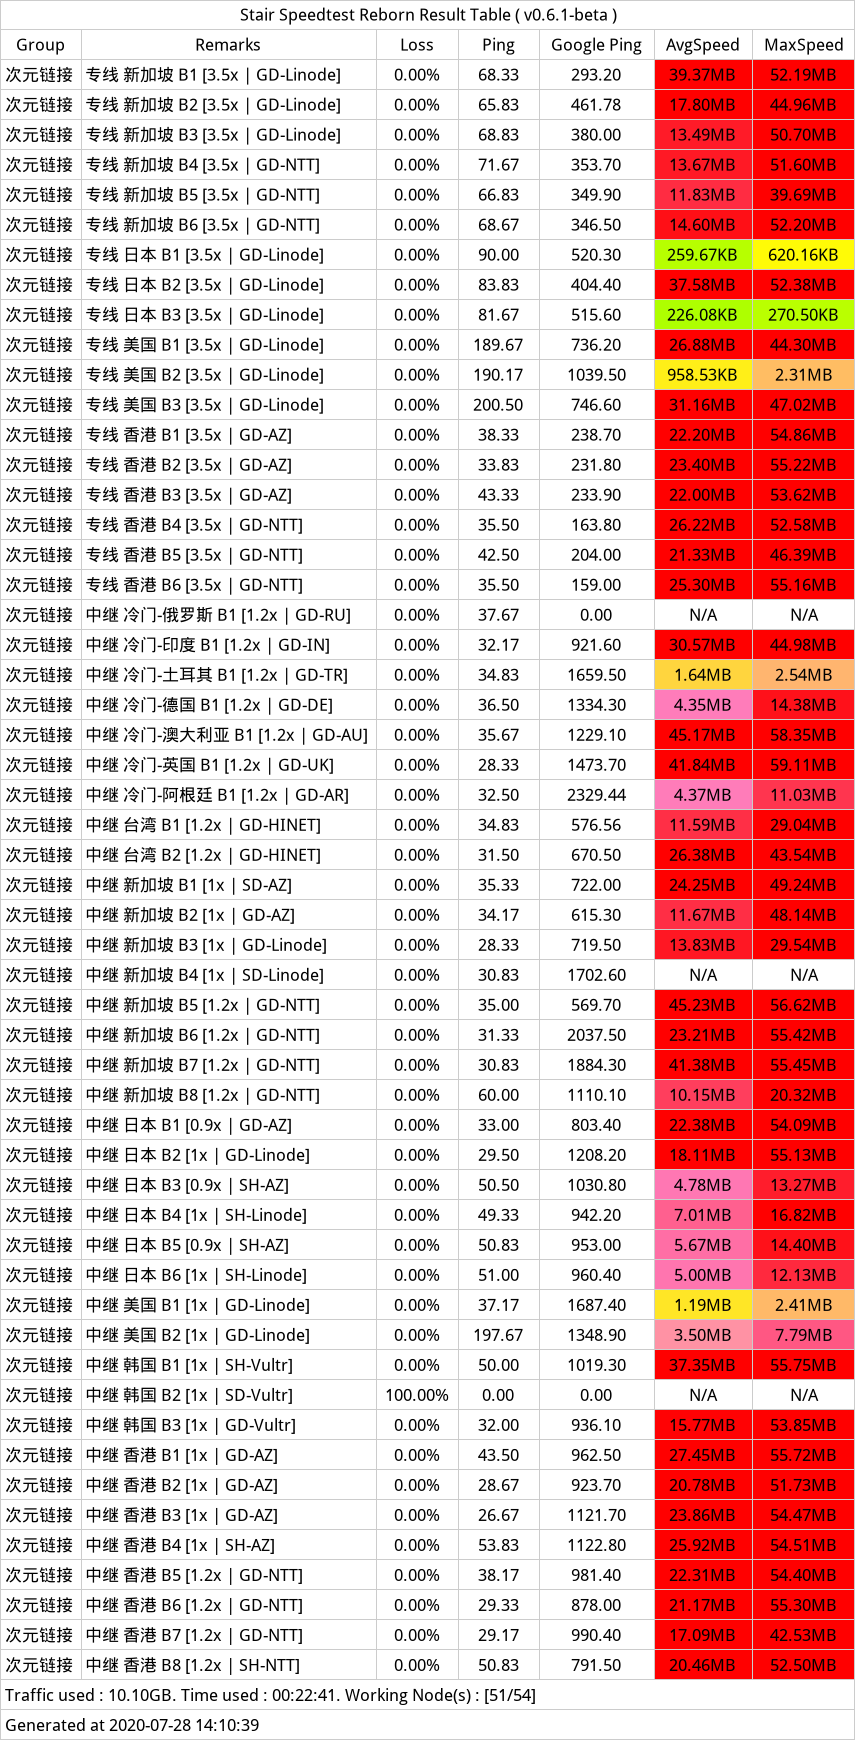 Stair Speedtest Reborn Result Table ( v0.6.1-beta )
Group Remarks Loss Ping Google Ping AvgSpeed MaxSpeed
次元链接 专线 新加坡 B1 [3.5x | GD-Linode] 0.00% 68.33 293.20 39.37MB 52.19MB
次元链接 专线 新加坡 B2 [3.5x | GD-Linode] 0.00% 65.83 461.78 17.80MB 44.96MB
次元链接 专线 新加坡 B3 [3.5x | GD-Linode] 0.00% 68.83 380.00 13.49MB 50.70MB
次元链接 专线 新加坡 B4 [3.5x | GD-NTT] 0.00% 71.67 353.70 13.67MB 51.60MB
次元链接 专线 新加坡 B5 [3.5x | GD-NTT] 0.00% 66.83 349.90 11.83MB 39.69MB
次元链接 专线 新加坡 B6 [3.5x | GD-NTT] 0.00% 68.67 346.50 14.60MB 52.20MB
次元链接 专线 日本 B1 [3.5x | GD-Linode] 0.00% 90.00 520.30 259.67KB 620.16KB
次元链接 专线 日本 B2 [3.5x | GD-Linode] 0.00% 83.83 404.40 37.58MB 52.38MB
次元链接 专线 日本 B3 [3.5x | GD-Linode] 0.00% 81.67 515.60 226.08KB 270.50KB
次元链接 专线 美国 B1 [3.5x | GD-Linode] 0.00% 189.67 736.20 26.88MB 44.30MB
次元链接 专线 美国 B2 [3.5x | GD-Linode] 0.00% 190.17 1039.50 958.53KB 2.31MB
次元链接 专线 美国 B3 [3.5x | GD-Linode] 0.00% 200.50 746.60 31.16MB 47.02MB
次元链接 专线 香港 B1 [3.5x | GD-AZ] 0.00% 38.33 238.70 22.20MB 54.86MB
次元链接 专线 香港 B2 [3.5x | GD-AZ] 0.00% 33.83 231.80 23.40MB 55.22MB
次元链接 专线 香港 B3 [3.5x | GD-AZ] 0.00% 43.33 233.90 22.00MB 53.62MB
次元链接 专线 香港 B4 [3.5x | GD-NTT] 0.00% 35.50 163.80 26.22MB 52.58MB
次元链接 专线 香港 B5 [3.5x | GD-NTT] 0.00% 42.50 204.00 21.33MB 46.39MB
次元链接 专线 香港 B6 [3.5x | GD-NTT] 0.00% 35.50 159.00 25.30MB 55.16MB
次元链接 中继 冷门-俄罗斯 B1 [1.2x | GD-RU] 0.00% 37.67 0.00 N/A N/A
次元链接 中继 冷门-印度 B1 [1.2x | GD-IN] 0.00% 32.17 921.60 30.57MB 44.98MB
次元链接 中继 冷门-土耳其 B1 [1.2x | GD-TR] 0.00% 34.83 1659.50 1.64MB 2.54MB
次元链接 中继 冷门-德国 B1 [1.2x | GD-DE] 0.00% 36.50 1334.30 4.35MB 14.38MB
次元链接 中继 冷门-澳大利亚 B1 [1.2x | GD-AU] 0.00% 35.67 1229.10 45.17MB 58.35MB
次元链接 中继 冷门-英国 B1 [1.2x | GD-UK] 0.00% 28.33 1473.70 41.84MB 59.11MB
次元链接 中继 冷门-阿根廷 B1 [1.2x | GD-AR] 0.00% 32.50 2329.44 4.37MB 11.03MB
次元链接 中继 台湾 B1 [1.2x | GD-HINET] 0.00% 34.83 576.56 11.59MB 29.04MB
次元链接 中继 台湾 B2 [1.2x | GD-HINET] 0.00% 31.50 670.50 26.38MB 43.54MB
次元链接 中继 新加坡 B1 [1x | SD-AZ] 0.00% 35.33 722.00 24.25MB 49.24MB
次元链接 中继 新加坡 B2 [1x | GD-AZ] 0.00% 34.17 615.30 11.67MB 48.14MB
次元链接 中继 新加坡 B3 [1x | GD-Linode] 0.00% 28.33 719.50 13.83MB 29.54MB
次元链接 中继 新加坡 B4 [1x | SD-Linode] 0.00% 30.83 1702.60 N/A N/A
次元链接 中继 新加坡 B5 [1.2x | GD-NTT] 0.00% 35.00 569.70 45.23MB 56.62MB
次元链接 中继 新加坡 B6 [1.2x | GD-NTT] 0.00% 31.33 2037.50 23.21MB 55.42MB
次元链接 中继 新加坡 B7 [1.2x | GD-NTT] 0.00% 30.83 1884.30 41.38MB 55.45MB
次元链接 中继 新加坡 B8 [1.2x | GD-NTT] 0.00% 60.00 1110.10 10.15MB 20.32MB
次元链接 中继 日本 B1 [0.9x | GD-AZ] 0.00% 33.00 803.40 22.38MB 54.09MB
次元链接 中继 日本 B2 [1x | GD-Linode] 0.00% 29.50 1208.20 18.11MB 55.13MB
次元链接 中继 日本 B3 [0.9x | SH-AZ] 0.00% 50.50 1030.80 4.78MB 13.27MB
次元链接 中继 日本 B4 [1x | SH-Linode] 0.00% 49.33 942.20 7.01MB 16.82MB
次元链接 中继 日本 B5 [0.9x | SH-AZ] 0.00% 50.83 953.00 5.67MB 14.40MB
次元链接 中继 日本 B6 [1x | SH-Linode] 0.00% 51.00 960.40 5.00MB 12.13MB
次元链接 中继 美国 B1 [1x | GD-Linode] 0.00% 37.17 1687.40 1.19MB 2.41MB
次元链接 中继 美国 B2 [1x | GD-Linode] 0.00% 197.67 1348.90 3.50MB 7.79MB
次元链接 中继 韩国 B1 [1x | SH-Vultr] 0.00% 50.00 1019.30 37.35MB 55.75MB
次元链接 中继 韩国 B2 [1x | SD-Vultr] 100.00% 0.00 0.00 N/A N/A
次元链接 中继 韩国 B3 [1x | GD-Vultr] 0.00% 32.00 936.10 15.77MB 53.85MB
次元链接 中继 香港 B1 [1x | GD-AZ] 0.00% 43.50 962.50 27.45MB 55.72MB
次元链接 中继 香港 B2 [1x | GD-AZ] 0.00% 28.67 923.70 20.78MB 51.73MB
次元链接 中继 香港 B3 [1x | GD-AZ] 0.00% 26.67 1121.70 23.86MB 54.47MB
次元链接 中继 香港 B4 [1x | SH-AZ] 0.00% 53.83 1122.80 25.92MB 54.51MB
次元链接 中继 香港 B5 [1.2x | GD-NTT] 0.00% 38.17 981.40 22.31MB 54.40MB
次元链接 中继 香港 B6 [1.2x | GD-NTT] 0.00% 29.33 878.00 21.17MB 55.30MB
次元链接 中继 香港 B7 [1.2x | GD-NTT] 0.00% 29.17 990.40 17.09MB 42.53MB
次元链接 中继 香港 B8 [1.2x | SH-NTT] 0.00% 50.83 791.50 20.46MB 52.50MB
Traffic used : 10.10GB. Time used : 00:22:41. Working Node(s) : [51/54]
Generated at 2020-07-28 14:10:39